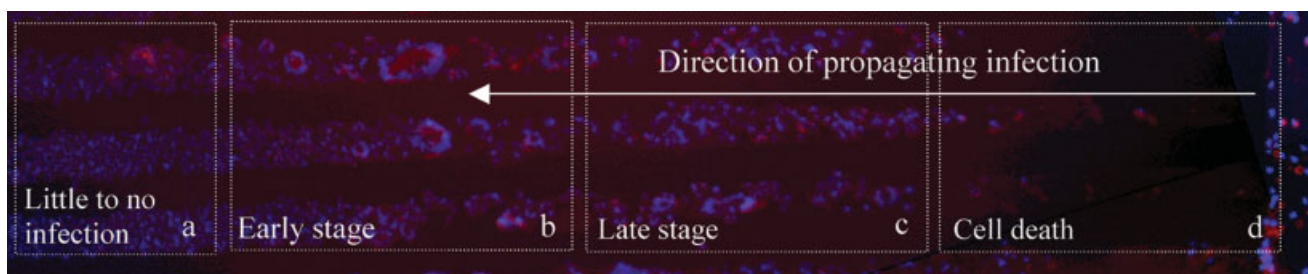 Direction of propagating infection
Little to no
infection
a
Early stage
b
Late stage
c
Cell death
d